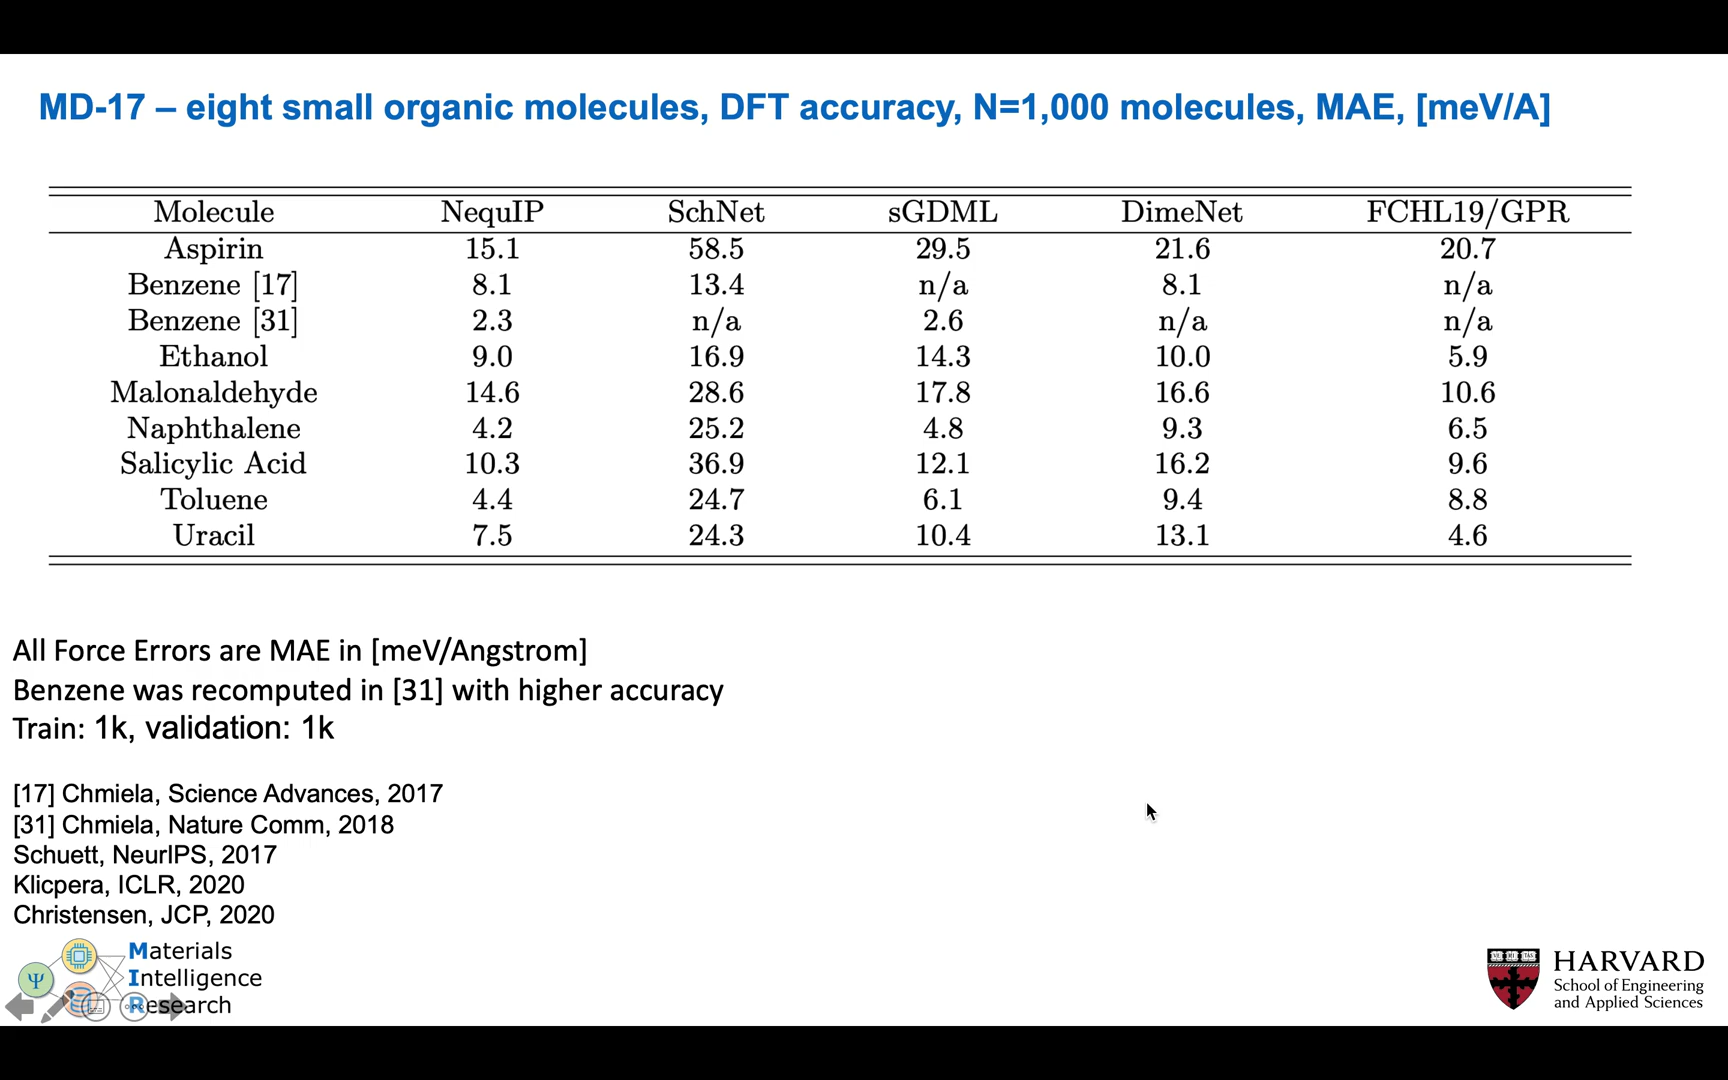 MD-17 – eight small organic molecules, DFT accuracy, N=1,000 molecules, MAE, [meV/A]
Molecule NequIP SchNet sGDML DimeNet FCHL19/GPR
Aspirin 15.1 58.5 29.5 21.6 20.7
Benzene [17] 8.1 13.4 n/a 8.1 n/a
Benzene [31] 2.3 n/a 2.6 n/a n/a
Ethanol 9.0 16.9 14.3 10.0 5.9
Malonaldehyde 14.6 28.6 17.8 16.6 10.6
Naphthalene 4.2 25.2 4.8 9.3 6.5
Salicylic Acid 10.3 36.9 12.1 16.2 9.6
Toluene 4.4 24.7 6.1 9.4 8.8
Uracil 7.5 24.3 10.4 13.1 4.6
All Force Errors are MAE in [meV/Angstrom]
Benzene was recomputed in [31] with higher accuracy
Train: 1k, validation: 1k
[17] Chmiela, Science Advances, 2017
[31] Chmiela, Nature Comm, 2018
Schuett, NeurIPS, 2017
Klicpera, ICLR, 2020
Christensen, JCP, 2020
Ψ
Materials
Intelligence
Research
HARVARD
School of Engineering
and Applied Sciences